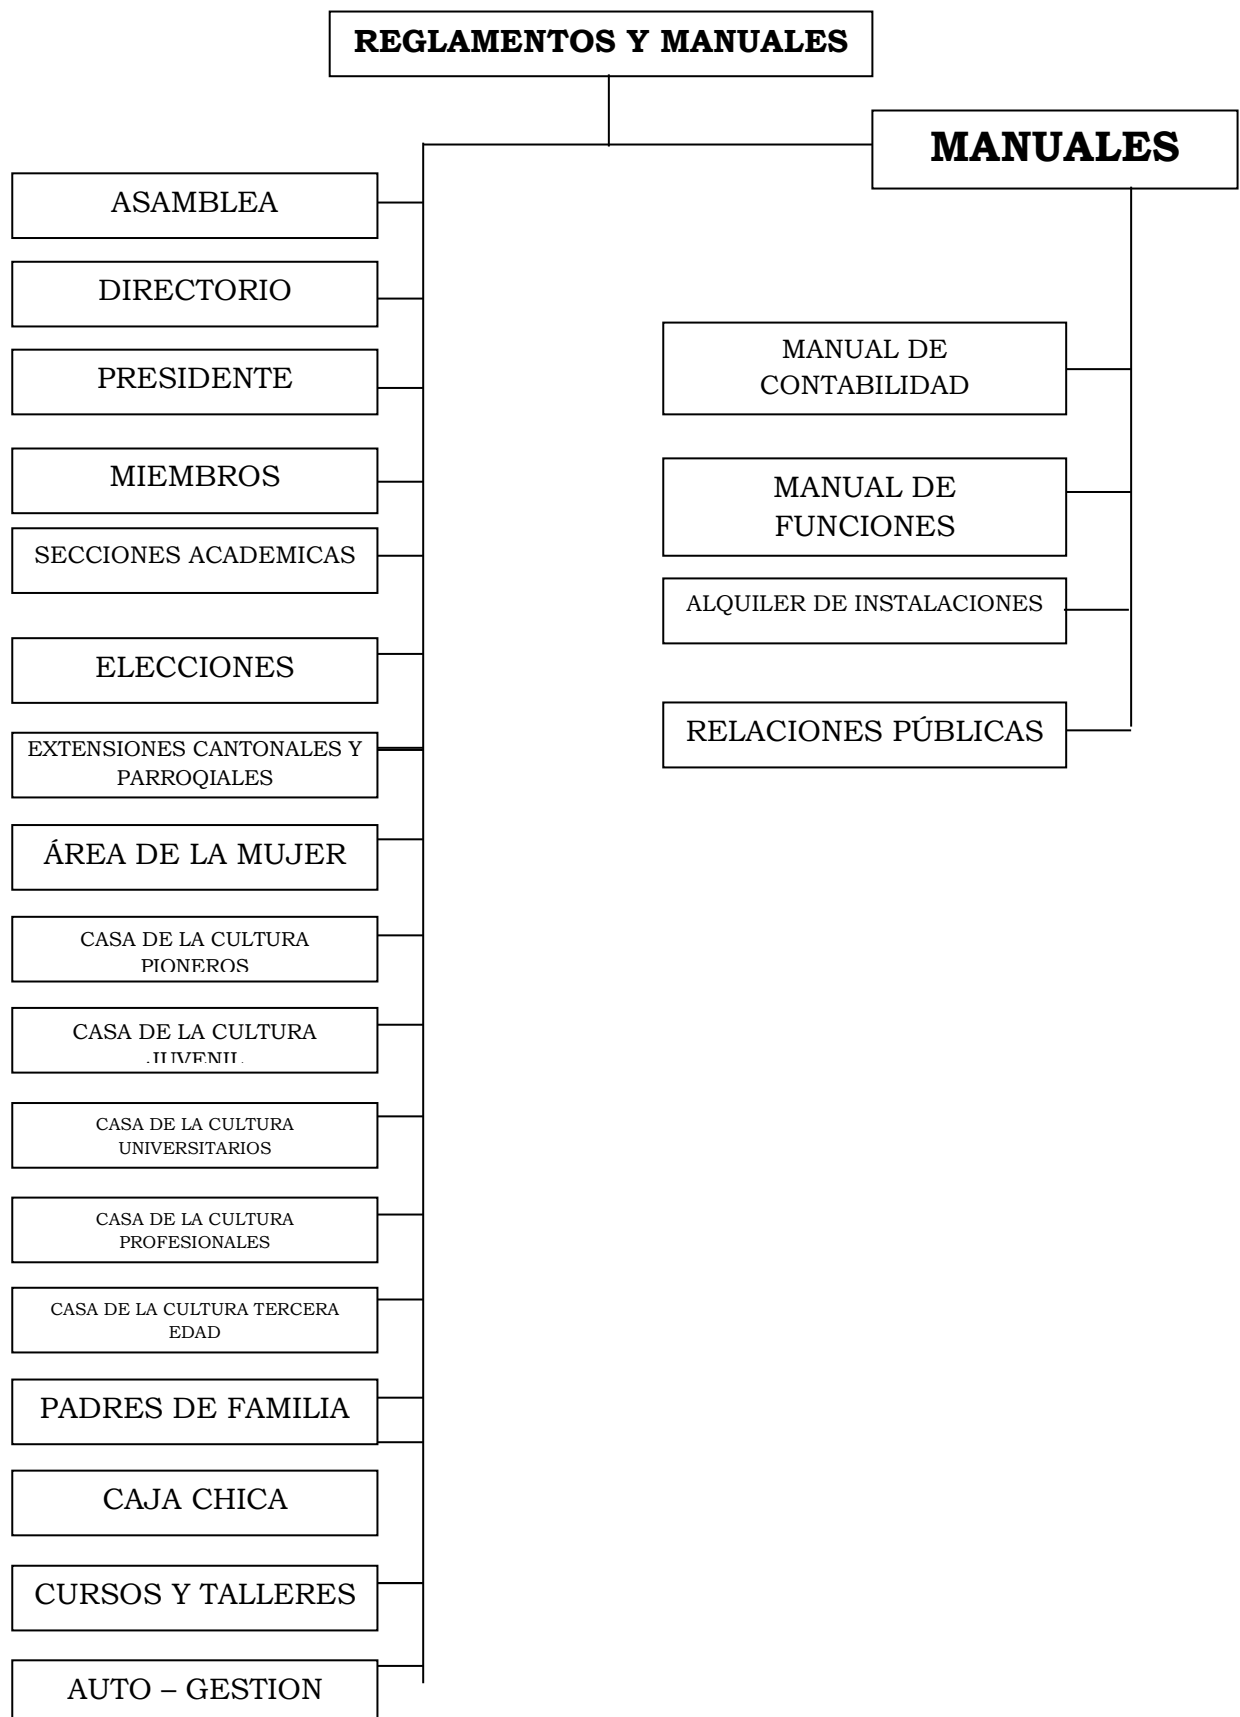 REGLAMENTOS Y MANUALES
MANUALES
ASAMBLEA
DIRECTORIO
PRESIDENTE
MIEMBROS
SECCIONES ACADEMICAS
ELECCIONES
EXTENSIONES CANTONALES Y
PARROQIALES
ÁREA DE LA MUJER
CASA DE LA CULTURA
PIONEROS
CASA DE LA CULTURA
JUVENIL
CASA DE LA CULTURA
UNIVERSITARIOS
CASA DE LA CULTURA
PROFESIONALES
CASA DE LA CULTURA TERCERA
EDAD
PADRES DE FAMILIA
CAJA CHICA
CURSOS Y TALLERES
AUTO – GESTION
MANUAL DE
CONTABILIDAD
MANUAL DE
FUNCIONES
ALQUILER DE INSTALACIONES
RELACIONES PÚBLICAS